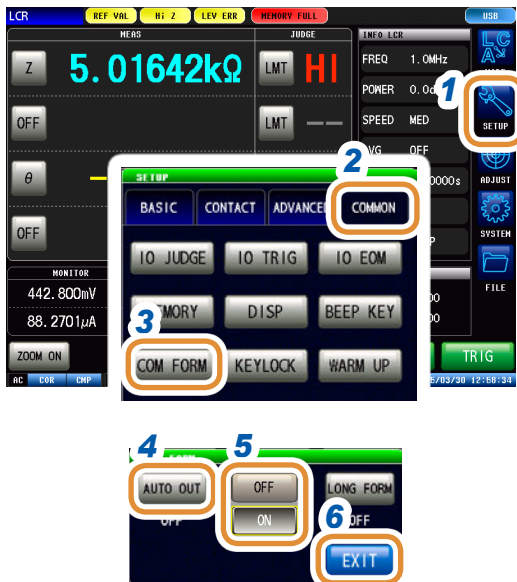 LCR REF VAL Hi Z LEV ERR MEMORY FULL USB
MEAS JUDGE INFO LCR
Z 5.01642kΩ LMT HI FREQ 1.0MHz
POWER 0.0
1
OFF LMT —— SPEED MED SETUP
AVG OFF
2
θ 0000s ADJUST
SETUP
BASIC CONTACT ADVANCED COMMON
OFF SYSTEM
IO JUDGE IO TRIG IO EOM
MONITOR FILE
442.800mV
MEMORY DISP BEEP KEY
88.2701μA
3
ZOOM ON COM FORM KEYLOCK WARM UP TRIG
AC COR CMP 5/03/30 12:58:34
4 5
AUTO OUT OFF LONG FORM
OFF ON 6 OFF
EXIT